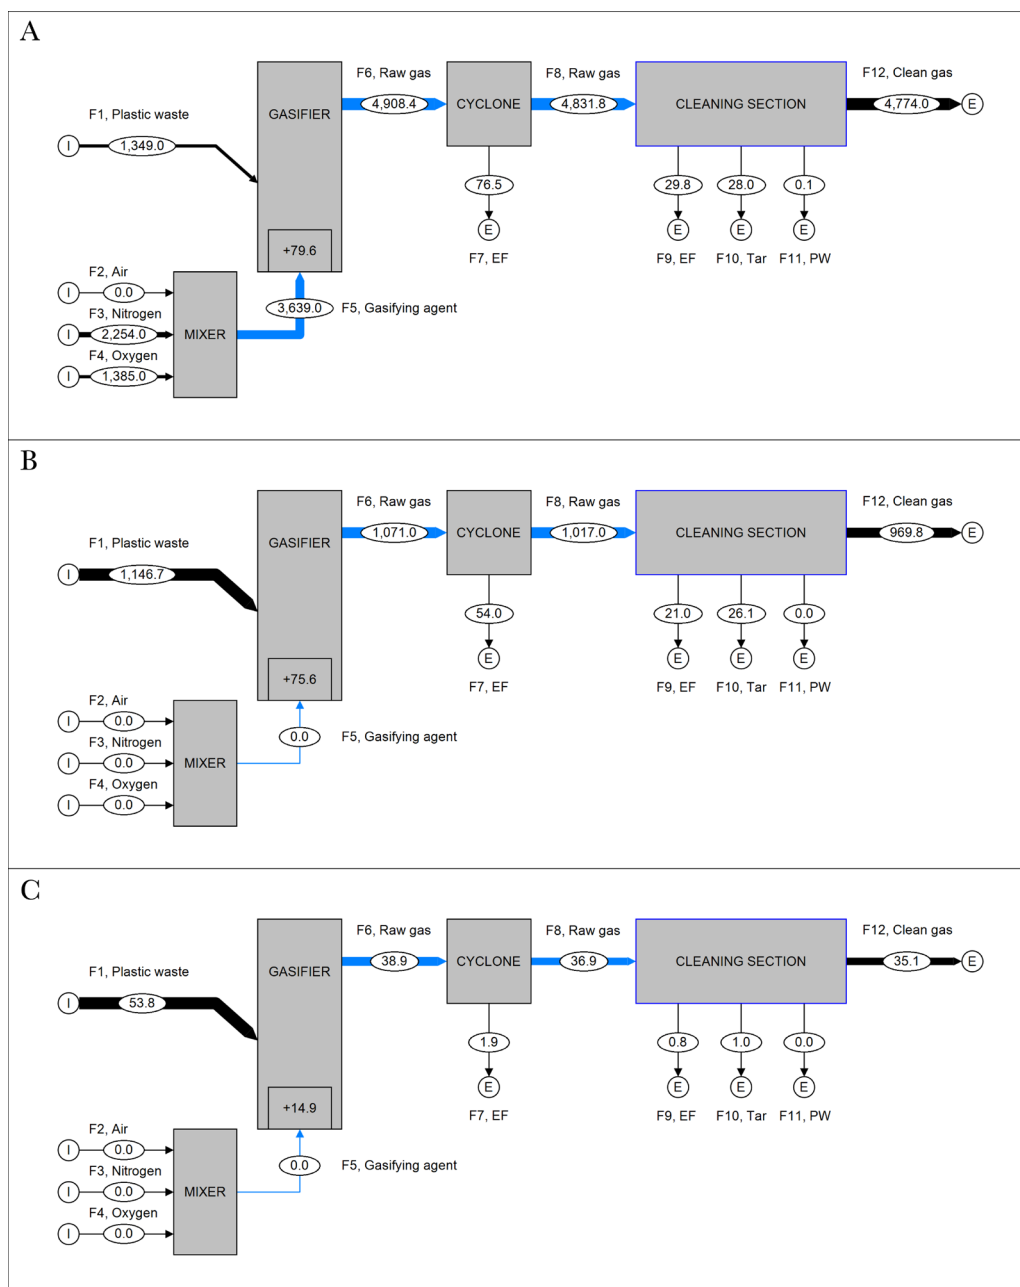 A
F6, Raw gas
F8, Raw gas
F12, Clean gas
4,908.4
4,831.8
4,774.0
E
GASIFIER
CYCLONE
CLEANING SECTION
F1, Plastic waste
I
1,349.0
76.5
29.8
28.0
0.1
E
E
E
E
+79.6
F7, EF
F9, EF
F10, Tar
F11, PW
F2, Air
I
0.0
3,639.0
F5, Gasifying agent
F3, Nitrogen
I
2,254.0
MIXER
F4, Oxygen
I
1,385.0
B
F6, Raw gas
F8, Raw gas
F12, Clean gas
1,071.0
1,017.0
969.8
E
GASIFIER
CYCLONE
CLEANING SECTION
F1, Plastic waste
I
1,146.7
54.0
21.0
26.1
0.0
E
E
E
E
+75.6
F7, EF
F9, EF
F10, Tar
F11, PW
F2, Air
I
0.0
0.0
F5, Gasifying agent
F3, Nitrogen
I
0.0
MIXER
F4, Oxygen
I
0.0
C
F6, Raw gas
F8, Raw gas
F12, Clean gas
38.9
36.9
35.1
E
GASIFIER
CYCLONE
CLEANING SECTION
F1, Plastic waste
I
53.8
1.9
0.8
1.0
0.0
E
E
E
E
+14.9
F7, EF
F9, EF
F10, Tar
F11, PW
F2, Air
I
0.0
0.0
F5, Gasifying agent
F3, Nitrogen
I
0.0
MIXER
F4, Oxygen
I
0.0